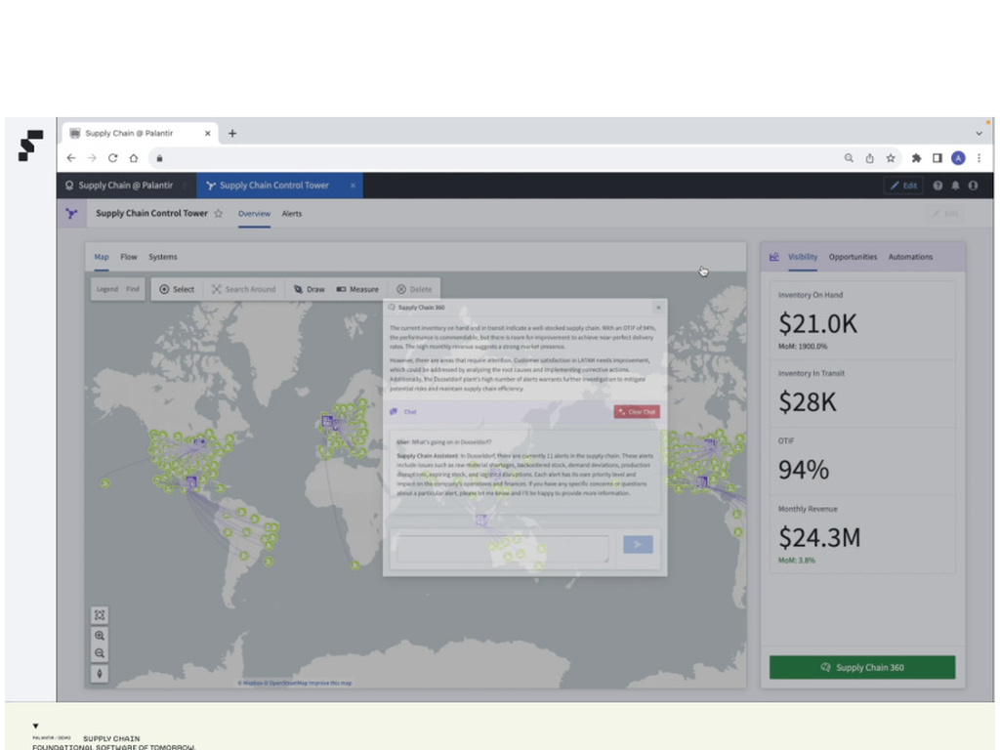 Supply Chain @ Palantir
Supply Chain @ Palantir
Supply Chain Control Tower
Edit
Supply Chain Control Tower
Overview
Alerts
Edit
Map
Flow
Systems
Visibility
Opportunities
Automations
Legend
Find
Select
Search Around
Draw
Measure
Delete
Supply Chain 360
The current inventory on hand and in transit indicate a well-stocked supply chain. With an OTIF of 94%,
the performance is commendable, but there is room for improvement to achieve near-perfect delivery
rates. The high monthly revenue suggests a strong market presence.
However, there are areas that require attention. Customer satisfaction in LATAM needs improvement,
which could be addressed by analyzing the root causes and implementing corrective actions.
Additionally, the Dusseldorf plant's high number of alerts warrants further investigation to mitigate
potential risks and maintain supply chain efficiency.
Chat
Clear Chat
User: What's going on in Dusseldorf?
Supply Chain Assistant: In Dusseldorf, there are currently 11 alerts in the supply chain. These alerts
include issues such as raw material shortages, backordered stock, demand deviations, production
disruptions, expiring stock, and logistics disruptions. Each alert has its own priority level and
impact on the company's operations and finances. If you have any specific concerns or questions
about a particular alert, please let me know and I'll be happy to provide more information.
Inventory On Hand
$21.0K
MoM: 1900.0%
Inventory In Transit
$28K
OTIF
94%
Monthly Revenue
$24.3M
MoM: 3.8%
Supply Chain 360
© Mapbox © OpenStreetMap Improve this map
PALANTIR / DEMO SUPPLY CHAIN
FOUNDATIONAL SOFTWARE OF TOMORROW.